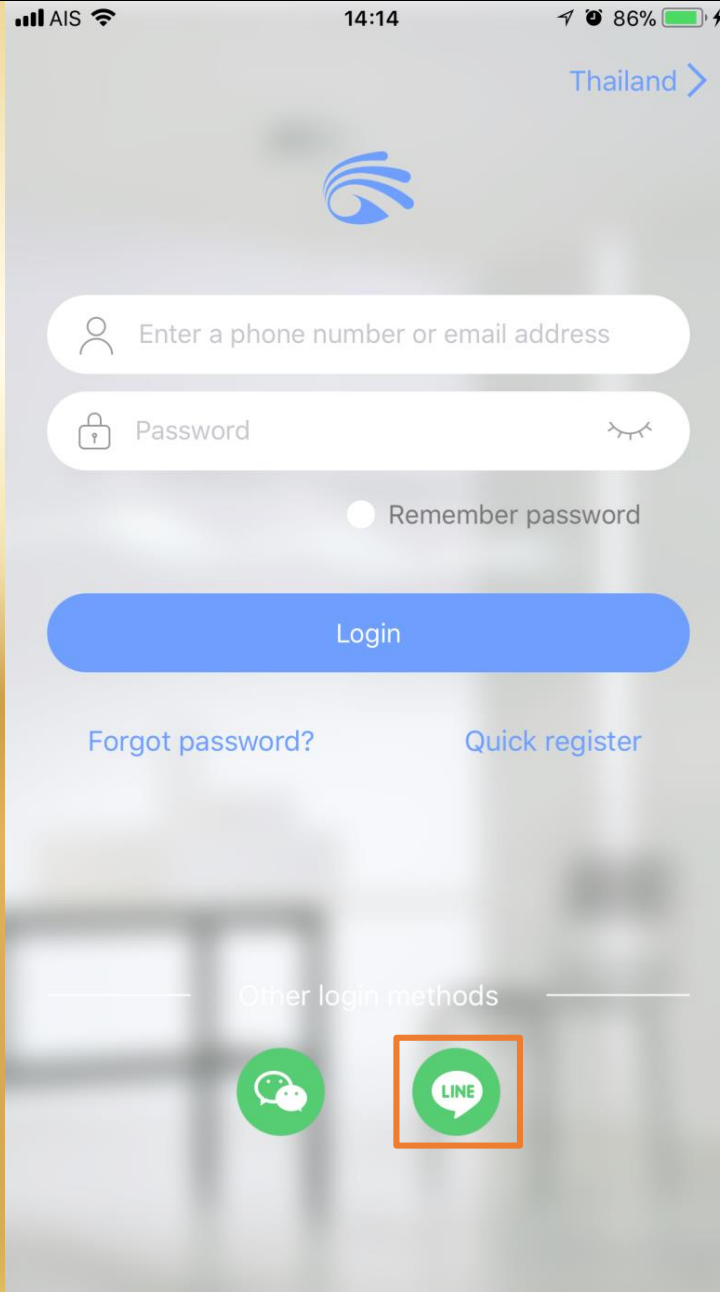 AIS 14:14 86%
Thailand
Enter a phone number or email address
Password
Remember password
Login
Forgot password? Quick register
Other login methods
LINE